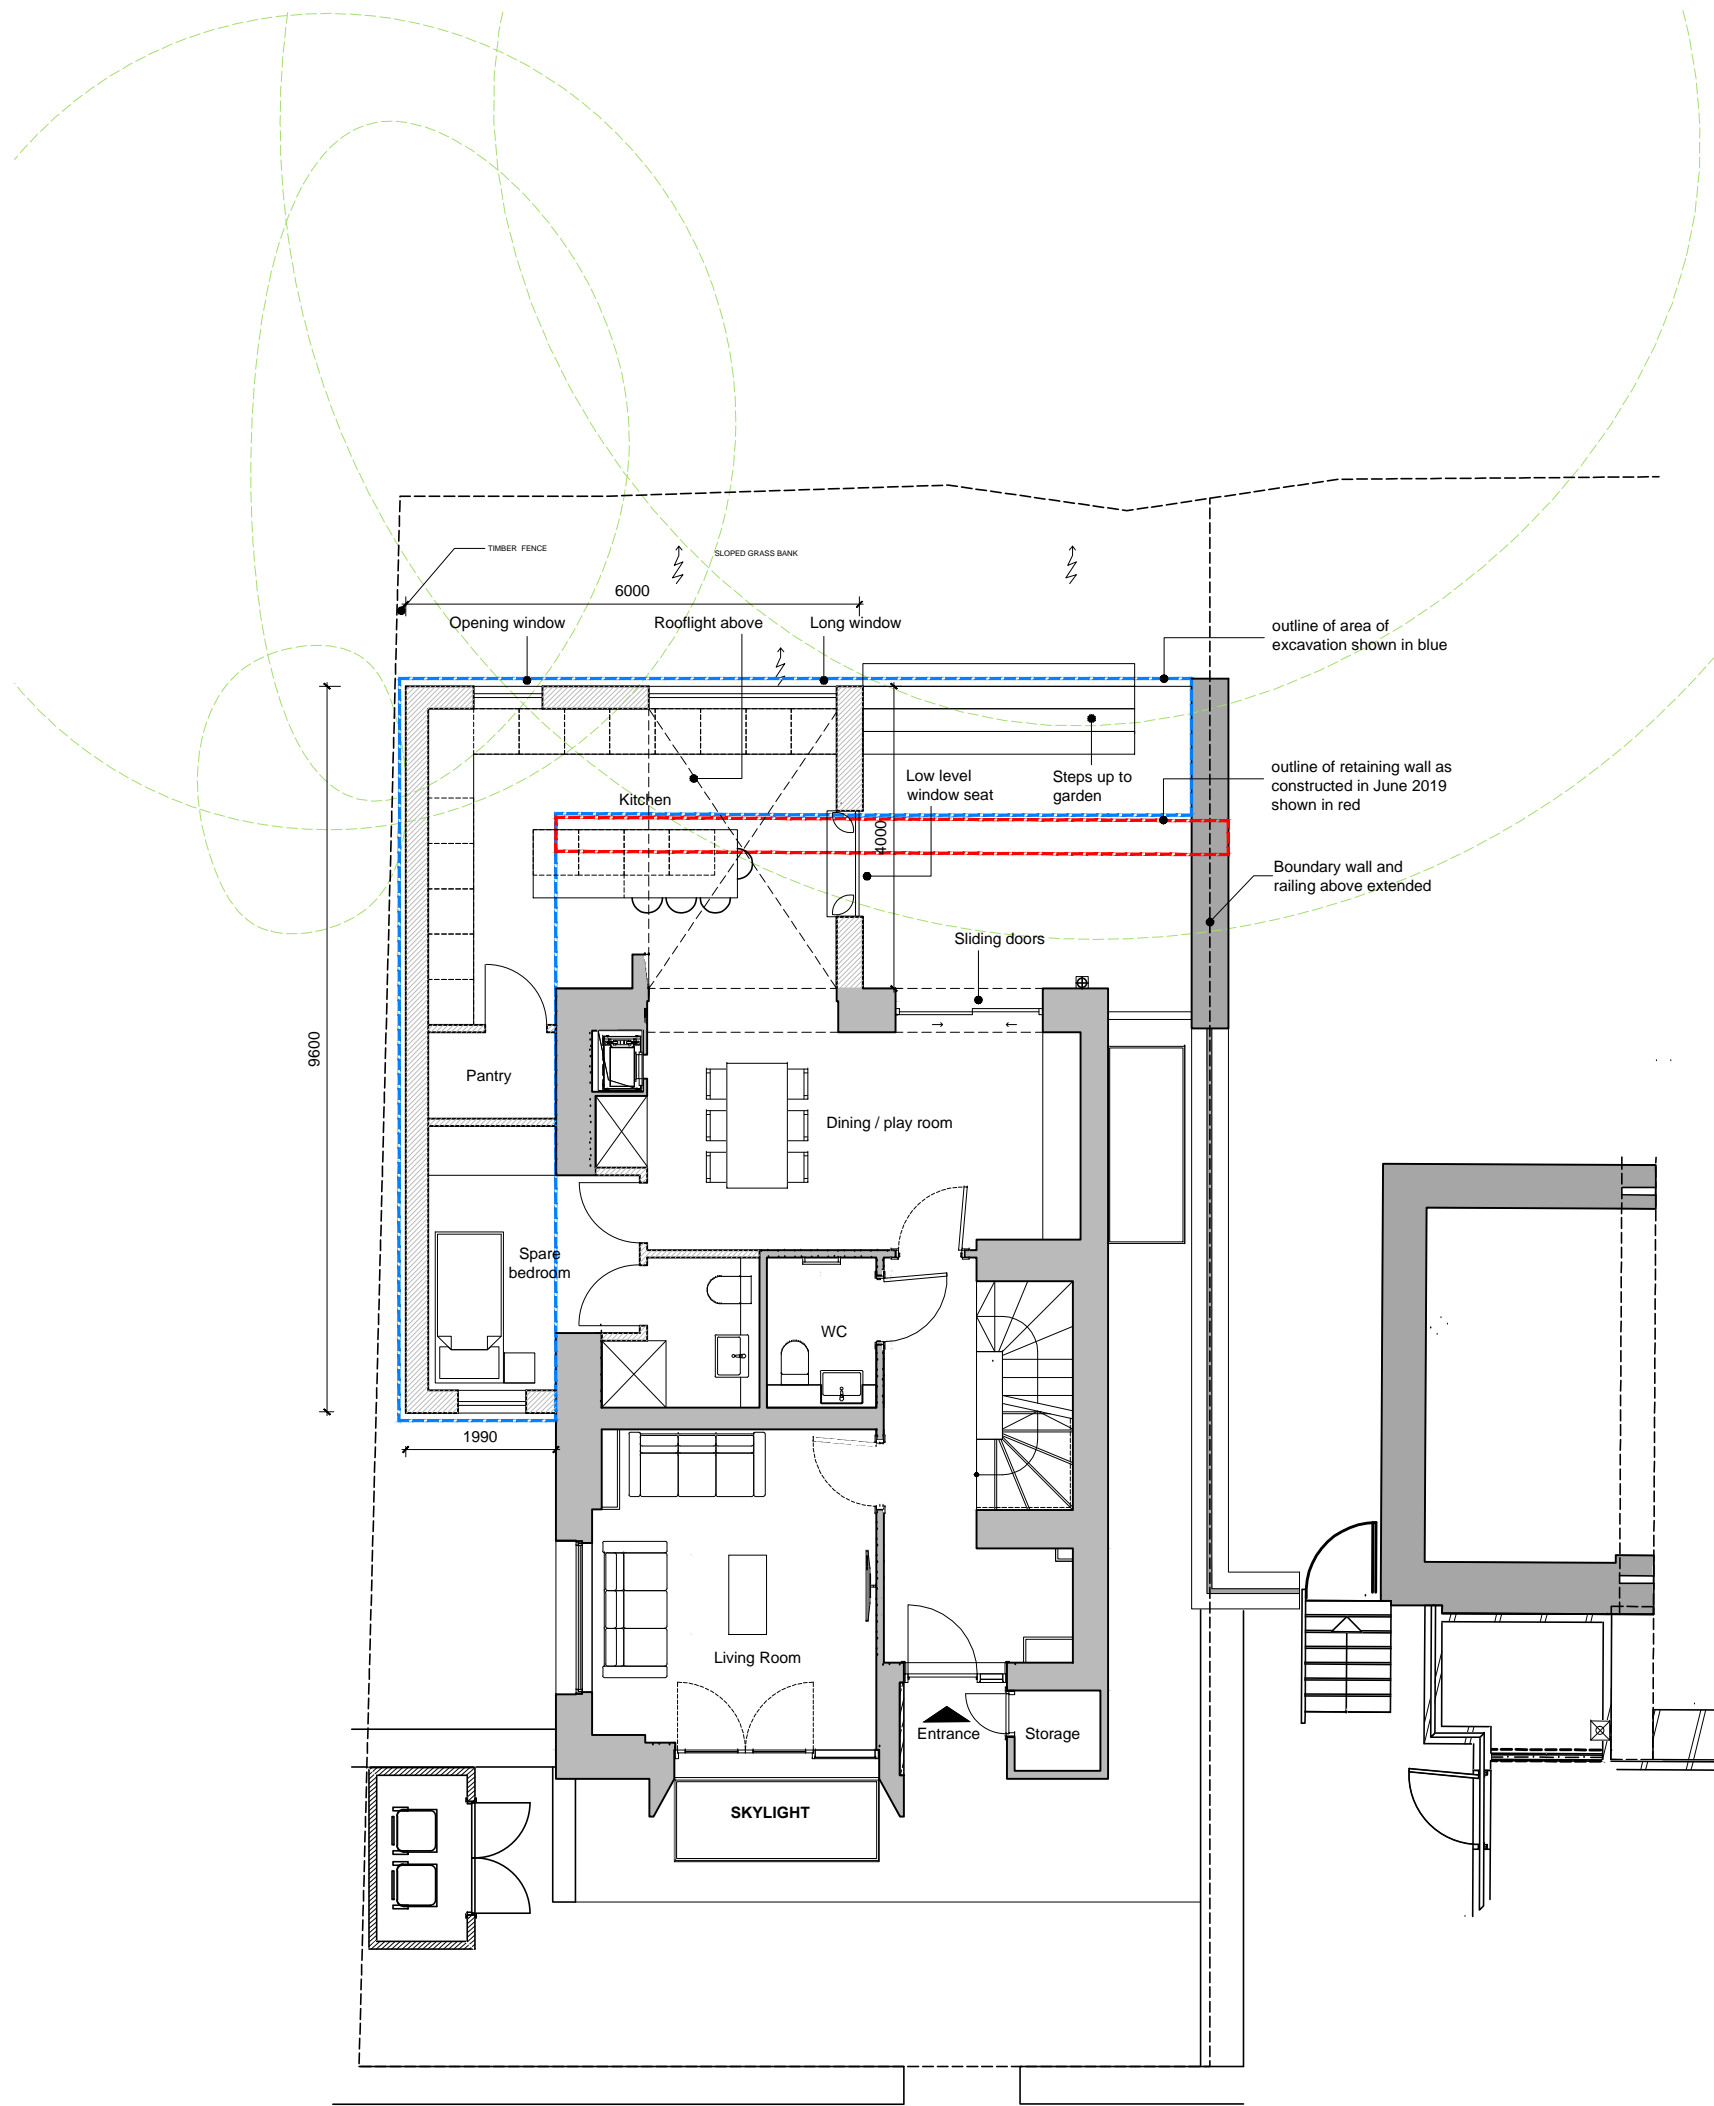 TIMBER FENCE
SLOPED GRASS BANK
6000
Opening window
Rooflight above
Long window
outline of area of
excavation shown in blue
Kitchen
Low level
window seat
Steps up to
garden
outline of retaining wall as
constructed in June 2019
shown in red
4000
Boundary wall and
railing above extended
Sliding doors
9600
Pantry
Dining / play room
Spare
bedroom
WC
1990
Living Room
Entrance
Storage
SKYLIGHT